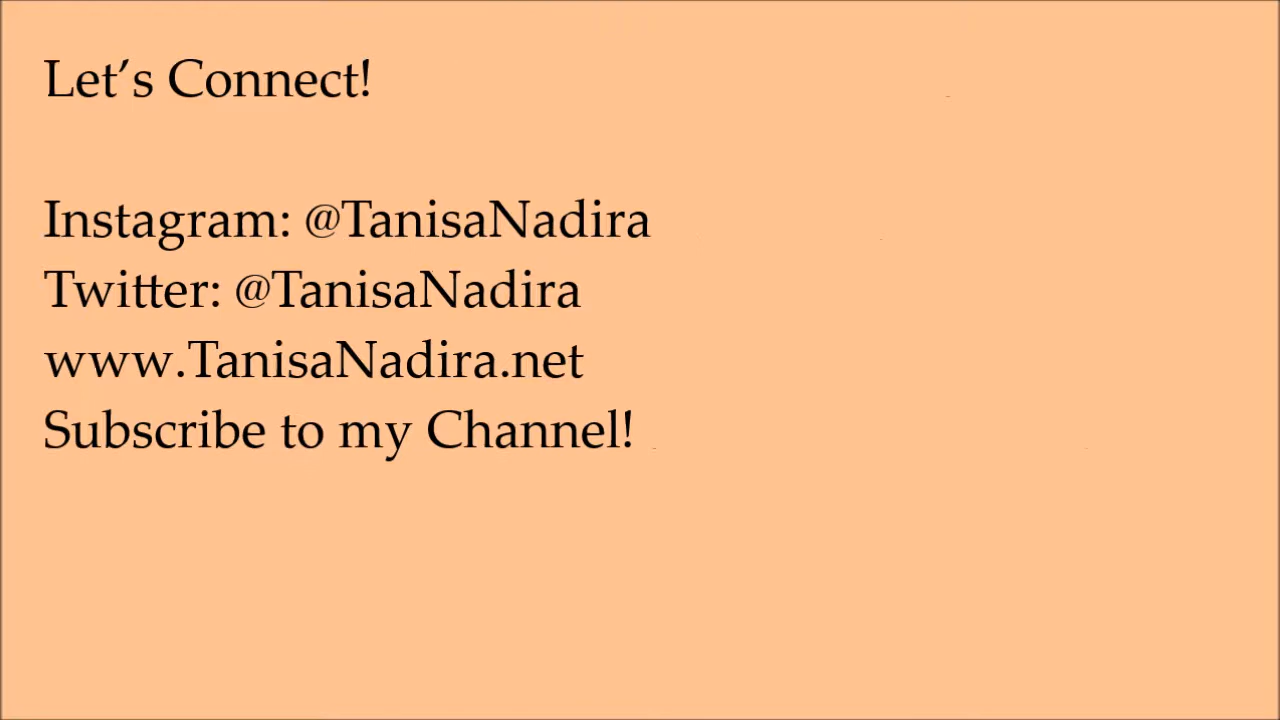 Let’s Connect!
Instagram: @TanisaNadira
Twitter: @TanisaNadira
www.TanisaNadira.net
Subscribe to my Channel!